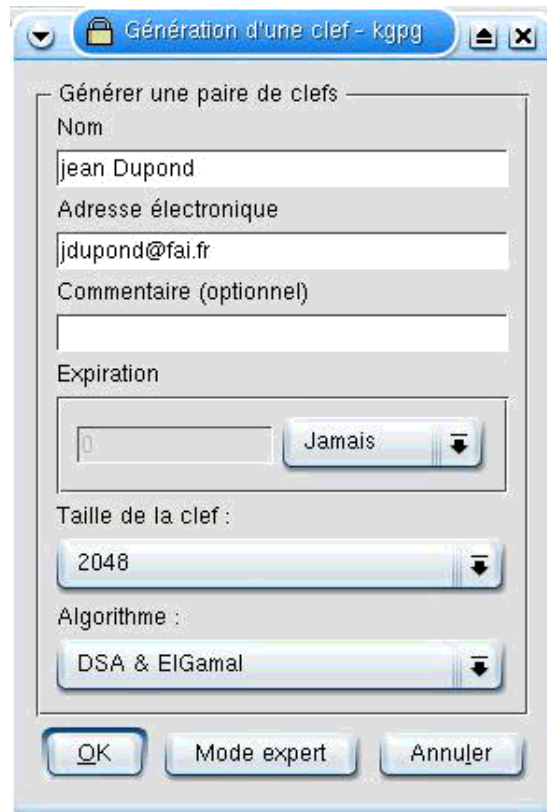 Génération d'une clef - kgpg
Générer une paire de clefs
Nom
jean Dupond
Adresse électronique
jdupond@fai.fr
Commentaire (optionnel)
Expiration
0 Jamais
Taille de la clef :
2048
Algorithme :
DSA & ElGamal
OK Mode expert Annuler